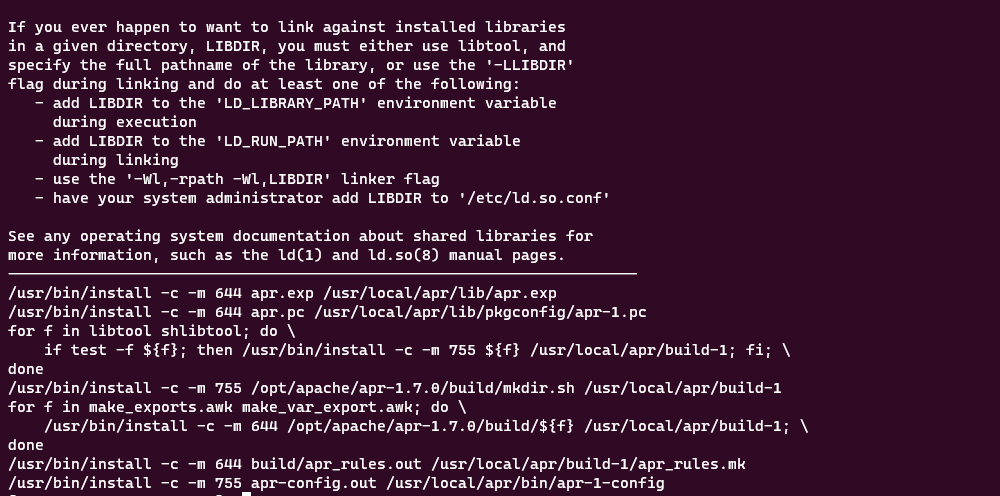 If you ever happen to want to link against installed libraries
in a given directory, LIBDIR, you must either use libtool, and
specify the full pathname of the library, or use the '-LLIBDIR'
flag during linking and do at least one of the following:
   - add LIBDIR to the 'LD_LIBRARY_PATH' environment variable
     during execution
   - add LIBDIR to the 'LD_RUN_PATH' environment variable
     during linking
   - use the '-Wl,-rpath -Wl,LIBDIR' linker flag
   - have your system administrator add LIBDIR to '/etc/ld.so.conf'

See any operating system documentation about shared libraries for
more information, such as the ld(1) and ld.so(8) manual pages.
----------------------------------------------------------------------
/usr/bin/install -c -m 644 apr.exp /usr/local/apr/lib/apr.exp
/usr/bin/install -c -m 644 apr.pc /usr/local/apr/lib/pkgconfig/apr-1.pc
for f in libtool shlibtool; do \
    if test -f ${f}; then /usr/bin/install -c -m 755 ${f} /usr/local/apr/build-1; fi; \
done
/usr/bin/install -c -m 755 /opt/apache/apr-1.7.0/build/mkdir.sh /usr/local/apr/build-1
for f in make_exports.awk make_var_export.awk; do \
    /usr/bin/install -c -m 644 /opt/apache/apr-1.7.0/build/${f} /usr/local/apr/build-1; \
done
/usr/bin/install -c -m 644 build/apr_rules.out /usr/local/apr/build-1/apr_rules.mk
/usr/bin/install -c -m 755 apr-config.out /usr/local/apr/bin/apr-1-config